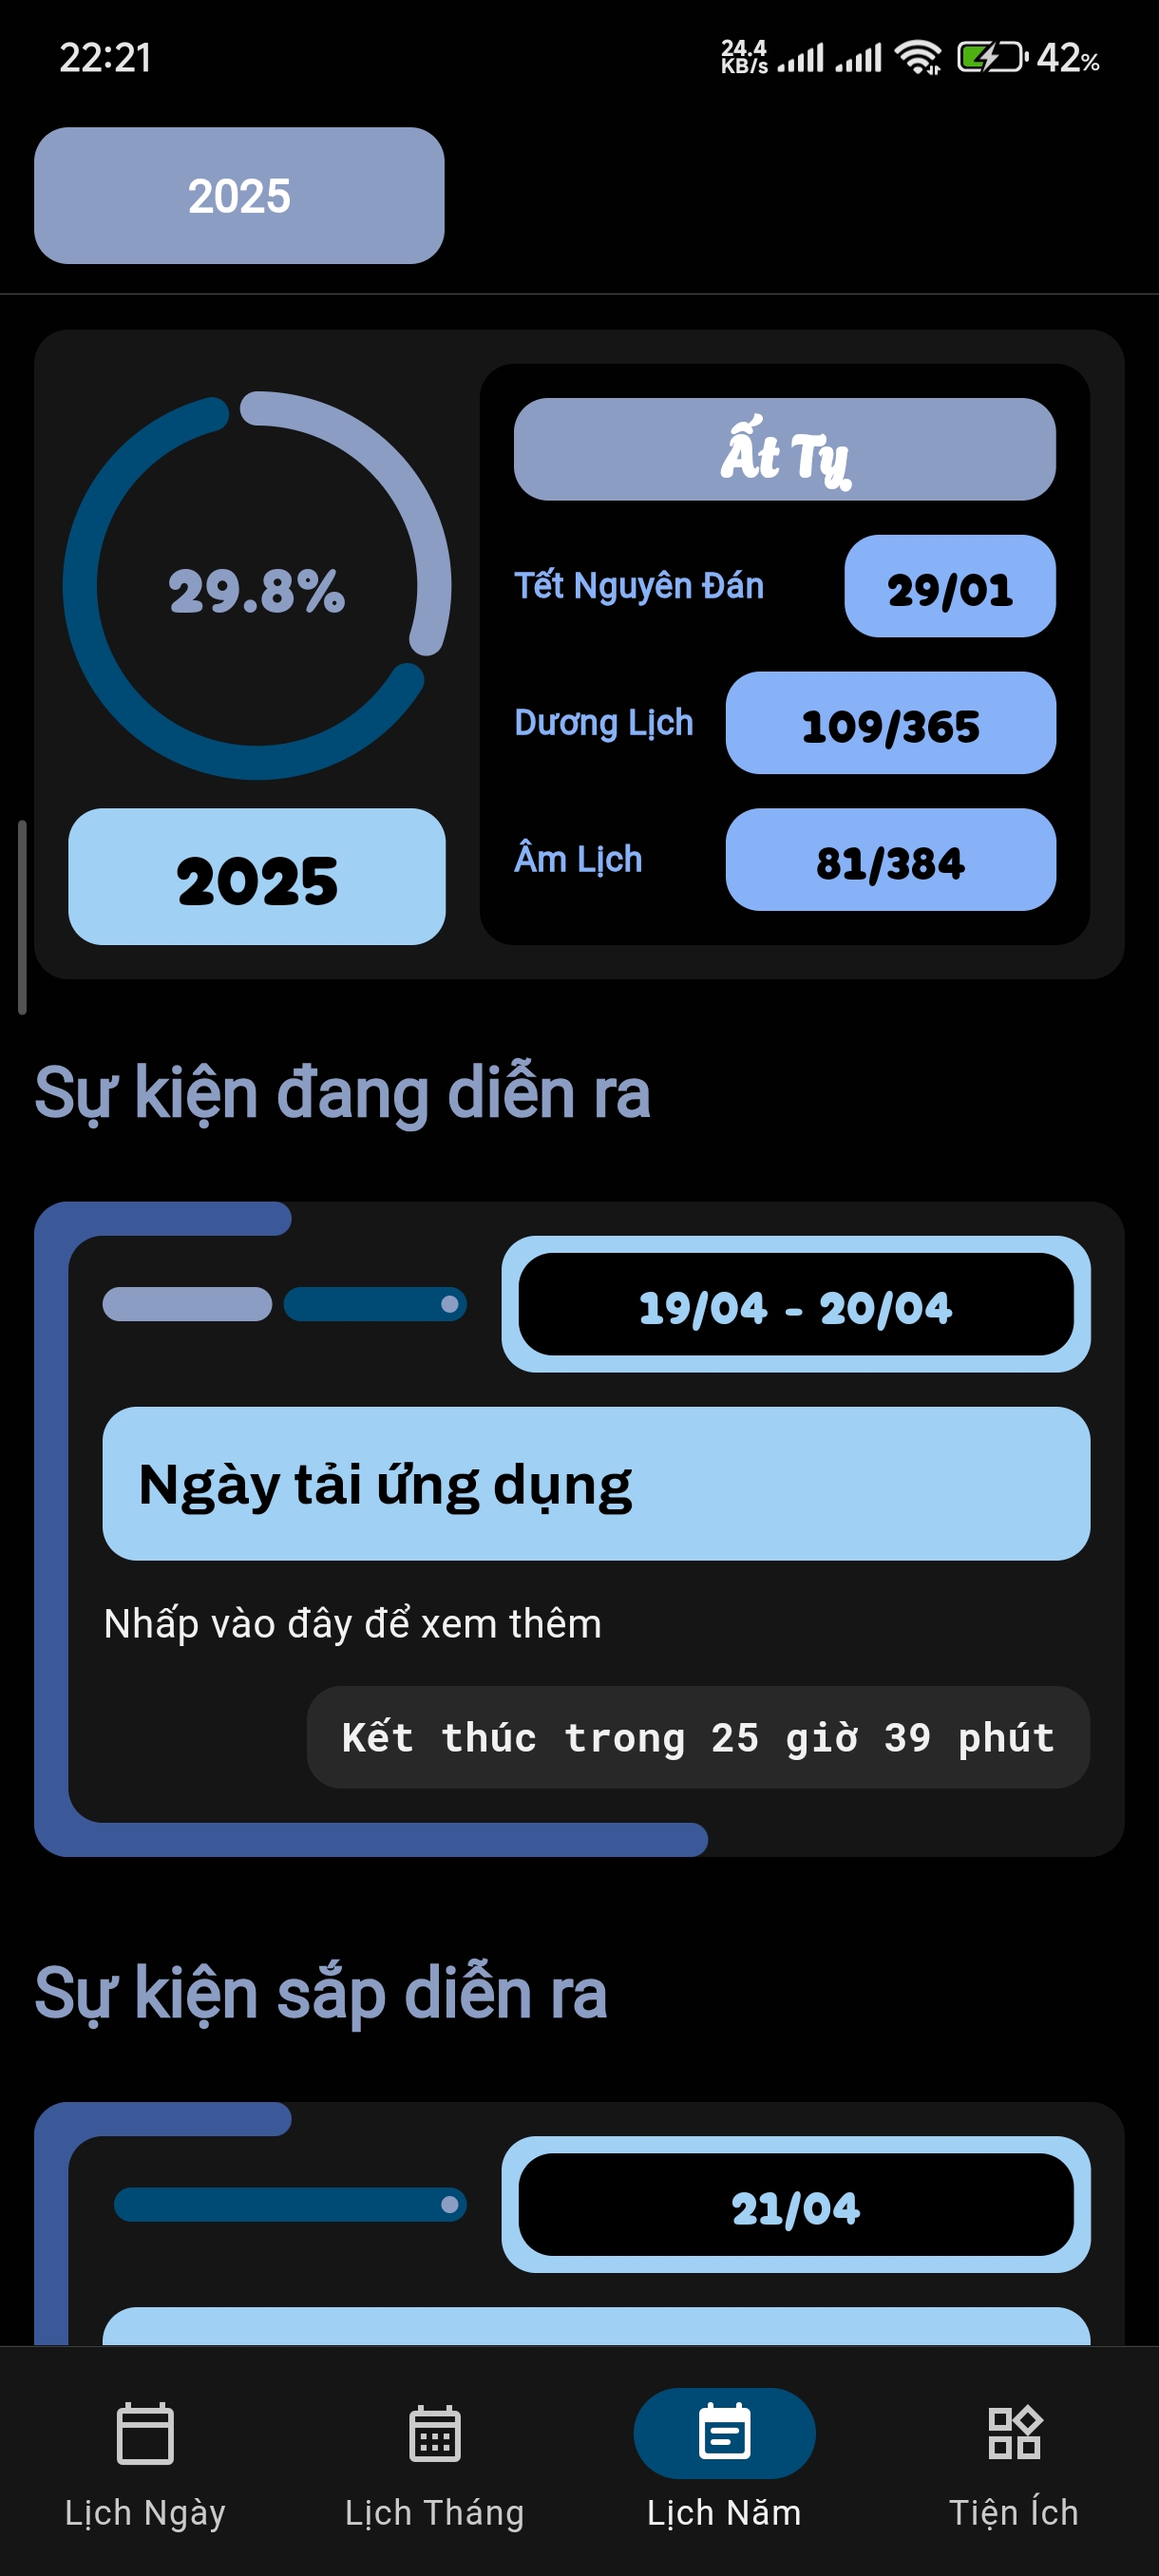 22:21
24.4
KB/s
42%
2025
29.8%
2025
Ất Tỵ
Tết Nguyên Đán
29/01
Dương Lịch
109/365
Âm Lịch
81/384
Sự kiện đang diễn ra
19/04 - 20/04
Ngày tải ứng dụng
Nhấp vào đây để xem thêm
Kết thúc trong 25 giờ 39 phút
Sự kiện sắp diễn ra
21/04
Lịch Ngày
Lịch Tháng
Lịch Năm
Tiện Ích